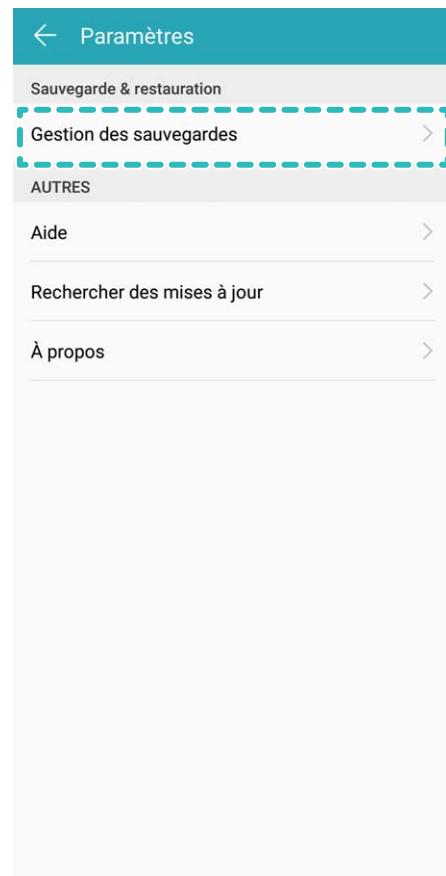 Paramètres
Sauvegarde & restauration
Gestion des sauvegardes
AUTRES
Aide
Rechercher des mises à jour
À propos